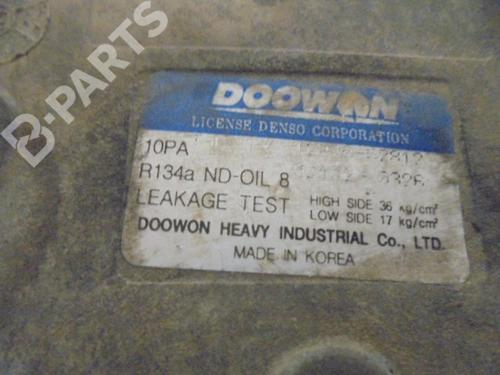 B-PARTS
DOOWON
LICENSE DENSO CORPORATION
10PA
R134a ND-OIL 8
LEAKAGE TEST HIGH SIDE 36 kg/cm²
LOW SIDE 17 kg/cm²
DOOWON HEAVY INDUSTRIAL Co., LTD.
MADE IN KOREA